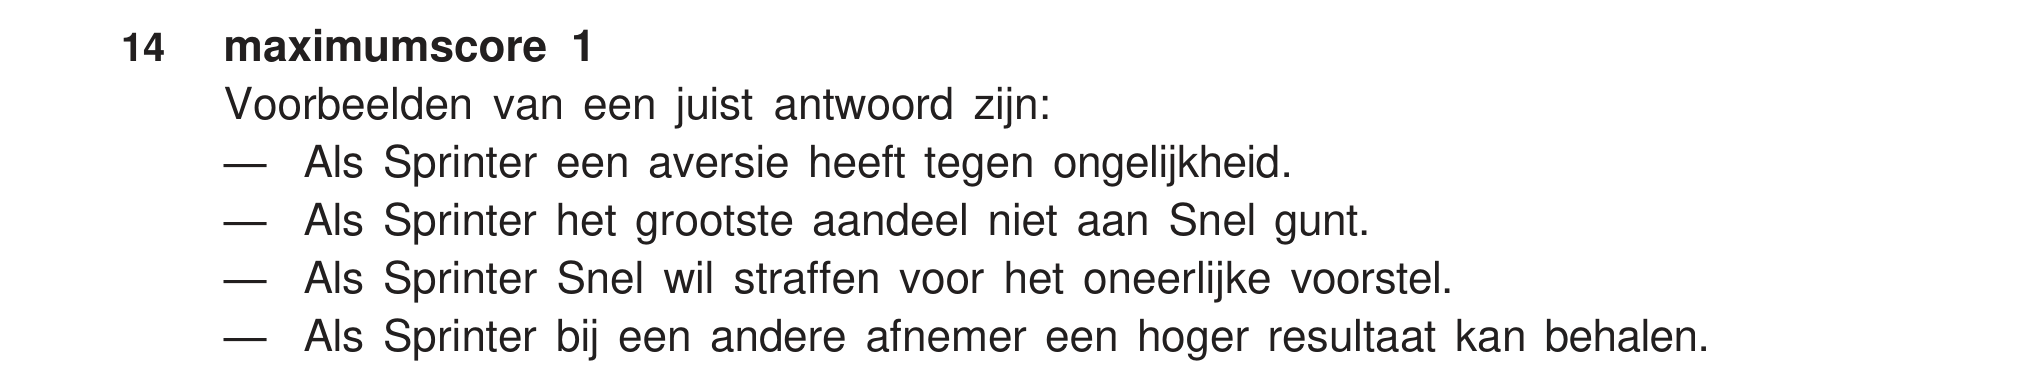 14 maximumscore 1
Voorbeelden van een juist antwoord zijn:
— Als Sprinter een aversie heeft tegen ongelijkheid.
— Als Sprinter het grootste aandeel niet aan Snel gunt.
— Als Sprinter Snel wil straffen voor het oneerlijke voorstel.
— Als Sprinter bij een andere afnemer een hoger resultaat kan behalen.